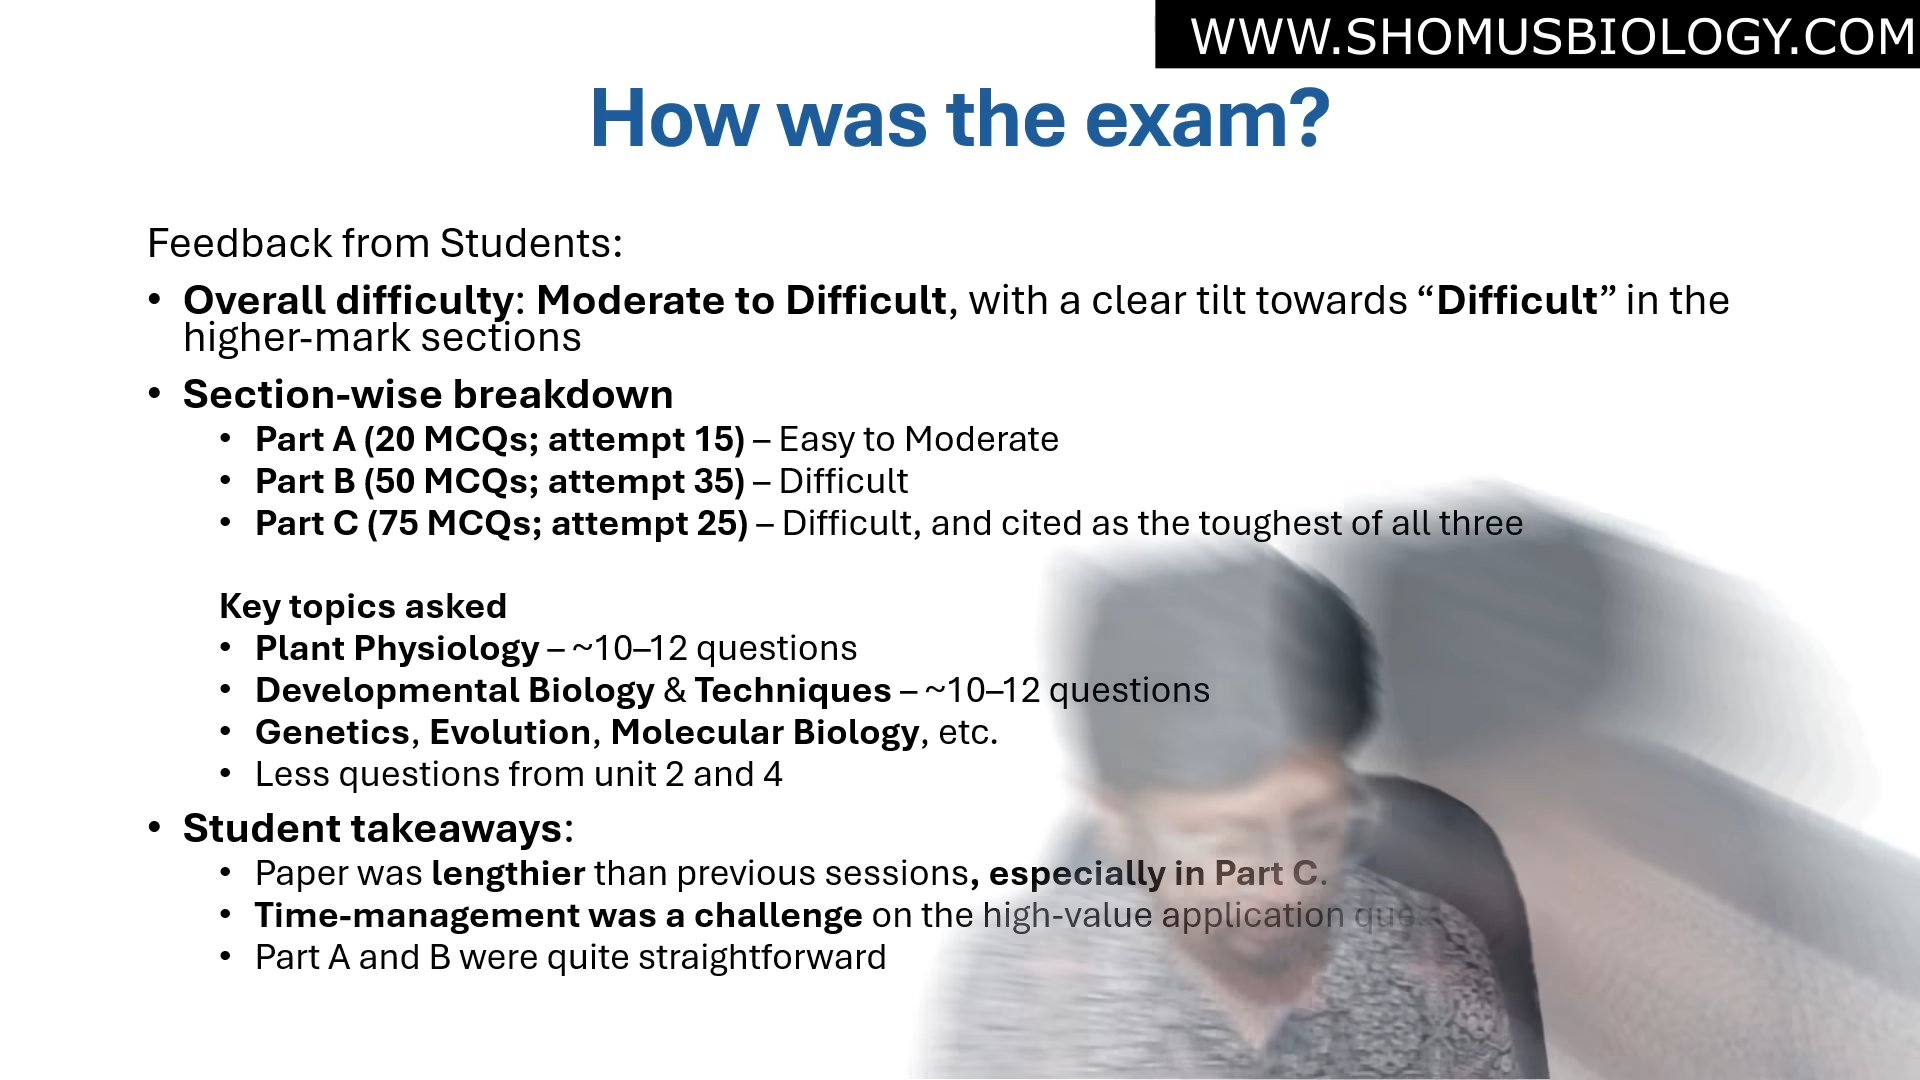 WWW.SHOMUSBIOLOGY.COM
How was the exam?
Feedback from Students:
• Overall difficulty: Moderate to Difficult, with a clear tilt towards “Difficult” in the
higher-mark sections
• Section-wise breakdown
• Part A (20 MCQs; attempt 15) – Easy to Moderate
• Part B (50 MCQs; attempt 35) – Difficult
• Part C (75 MCQs; attempt 25) – Difficult, and cited as the toughest of all three
Key topics asked
• Plant Physiology – ~10–12 questions
• Developmental Biology & Techniques – ~10–12 questions
• Genetics, Evolution, Molecular Biology, etc.
• Less questions from unit 2 and 4
• Student takeaways:
• Paper was lengthier than previous sessions, especially in Part C.
• Time-management was a challenge on the high-value application
• Part A and B were quite straightforward